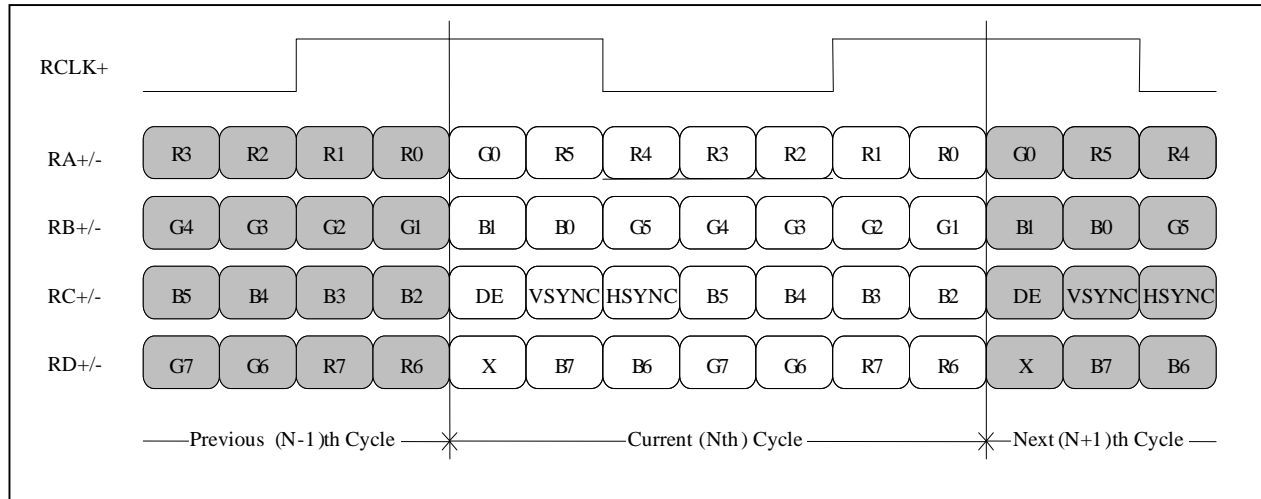 RCLK+
RA+/- R3 R2 R1 R0 G0 R5 R4 R3 R2 R1 R0 G0 R5 R4
RB+/- G4 G3 G2 G1 B1 B0 G5 G4 G3 G2 G1 B1 B0 G5
RC+/- B5 B4 B3 B2 DE VSYNC HSYNC B5 B4 B3 B2 DE VSYNC HSYNC
RD+/- G7 G6 R7 R6 X B7 B6 G7 G6 R7 R6 X B7 B6
Previous (N-1)th Cycle Current (Nth) Cycle Next (N+1)th Cycle